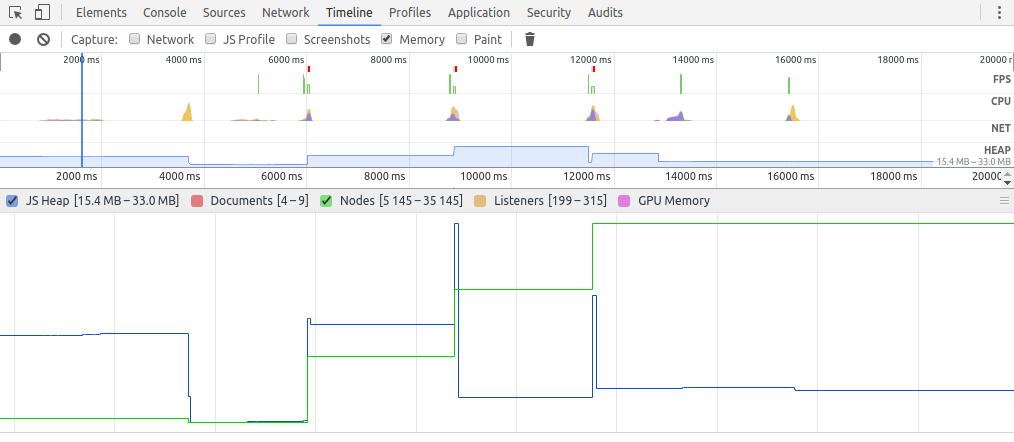 Elements Console Sources Network Timeline Profiles Application Security Audits
Capture: Network JS Profile Screenshots Memory Paint
2000 ms 4000 ms 6000 ms 8000 ms 10000 ms 12000 ms 14000 ms 16000 ms 18000 ms 20000 r
FPS
CPU
NET
HEAP
15.4 MB – 33.0 MB
2000 ms 4000 ms 6000 ms 8000 ms 10000 ms 12000 ms 14000 ms 16000 ms 18000 ms 20000
JS Heap [15.4 MB – 33.0 MB] Documents [4 – 9] Nodes [5 145 – 35 145] Listeners [199 – 315] GPU Memory